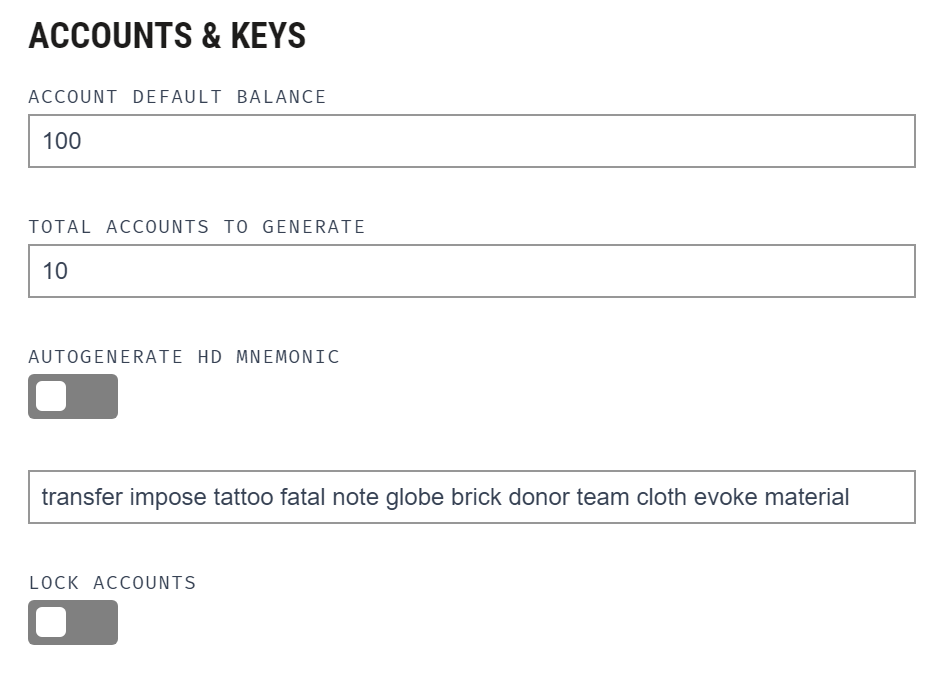 ACCOUNTS & KEYS
ACCOUNT DEFAULT BALANCE
100
TOTAL ACCOUNTS TO GENERATE
10
AUTOGENERATE HD MNEMONIC
transfer impose tattoo fatal note globe brick donor team cloth evoke material
LOCK ACCOUNTS